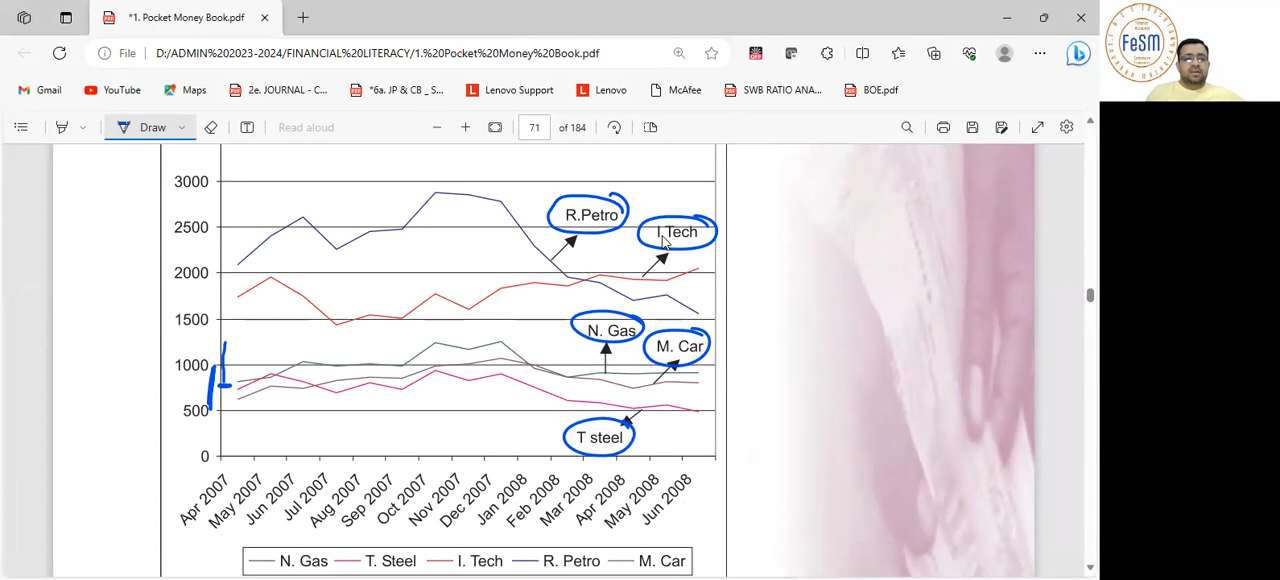 *1. Pocket Money Book.pdf
File D:/ADMIN%202023-2024/FINANCIAL%20LITERACY/1.%20Pocket%20Money%20Book.pdf
Gmail YouTube Maps 2e. JOURNAL - C... *6a. JP & CB _ S... Lenovo Support Lenovo McAfee SWB RATIO ANA... BOE.pdf
Draw Read aloud 71 of 184
FeSM
3000
2500
2000
1500
1000
500
0
R.Petro
I.Tech
N. Gas
M. Car
T steel
Apr 2007 May 2007 Jun 2007 Jul 2007 Aug 2007 Sep 2007 Oct 2007 Nov 2007 Dec 2007 Jan 2008 Feb 2008 Mar 2008 Apr 2008 May 2008 Jun 2008
N. Gas T. Steel I. Tech R. Petro M. Car